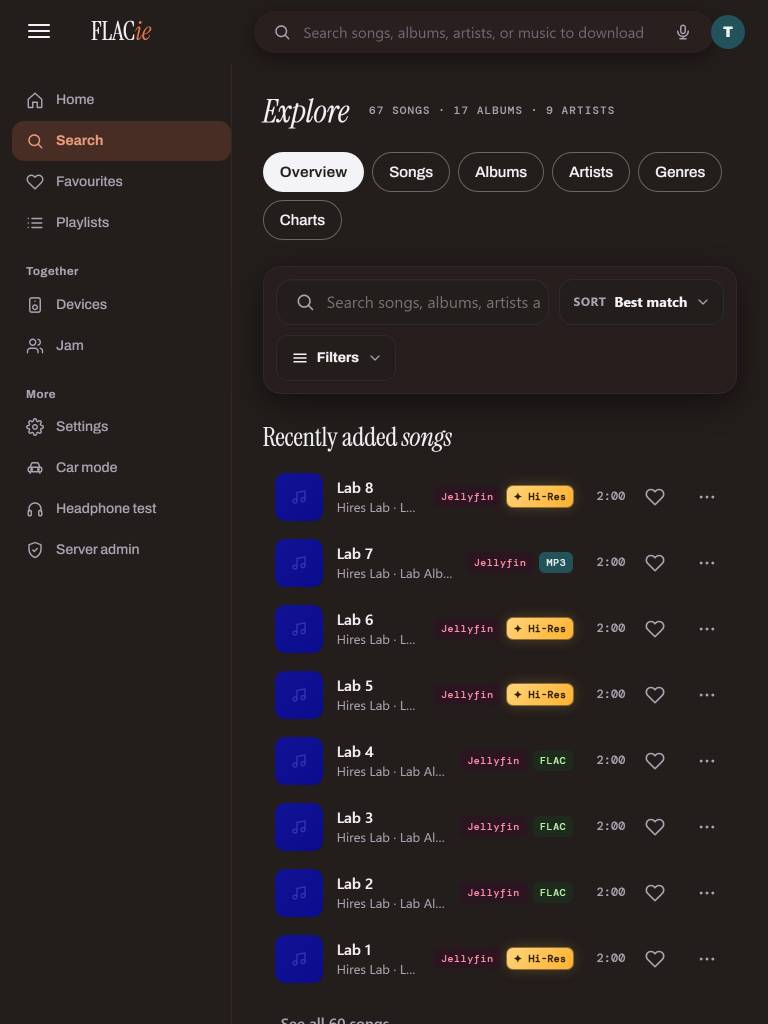 FLACie
Search songs, albums, artists, or music to download
T
Home
Search
Favourites
Playlists
Together
Devices
Jam
More
Settings
Car mode
Headphone test
Server admin
Explore
67 SONGS · 17 ALBUMS · 9 ARTISTS
Overview
Songs
Albums
Artists
Genres
Charts
Search songs, albums, artists a
SORT Best match
Filters
Recently added songs
Lab 8
Hires Lab · L...
Jellyfin
✦ Hi-Res
2:00
Lab 7
Hires Lab · Lab Alb...
Jellyfin
MP3
2:00
Lab 6
Hires Lab · L...
Jellyfin
✦ Hi-Res
2:00
Lab 5
Hires Lab · L...
Jellyfin
✦ Hi-Res
2:00
Lab 4
Hires Lab · Lab Al...
Jellyfin
FLAC
2:00
Lab 3
Hires Lab · Lab Al...
Jellyfin
FLAC
2:00
Lab 2
Hires Lab · Lab Al...
Jellyfin
FLAC
2:00
Lab 1
Hires Lab · L...
Jellyfin
✦ Hi-Res
2:00
See all 60 songs